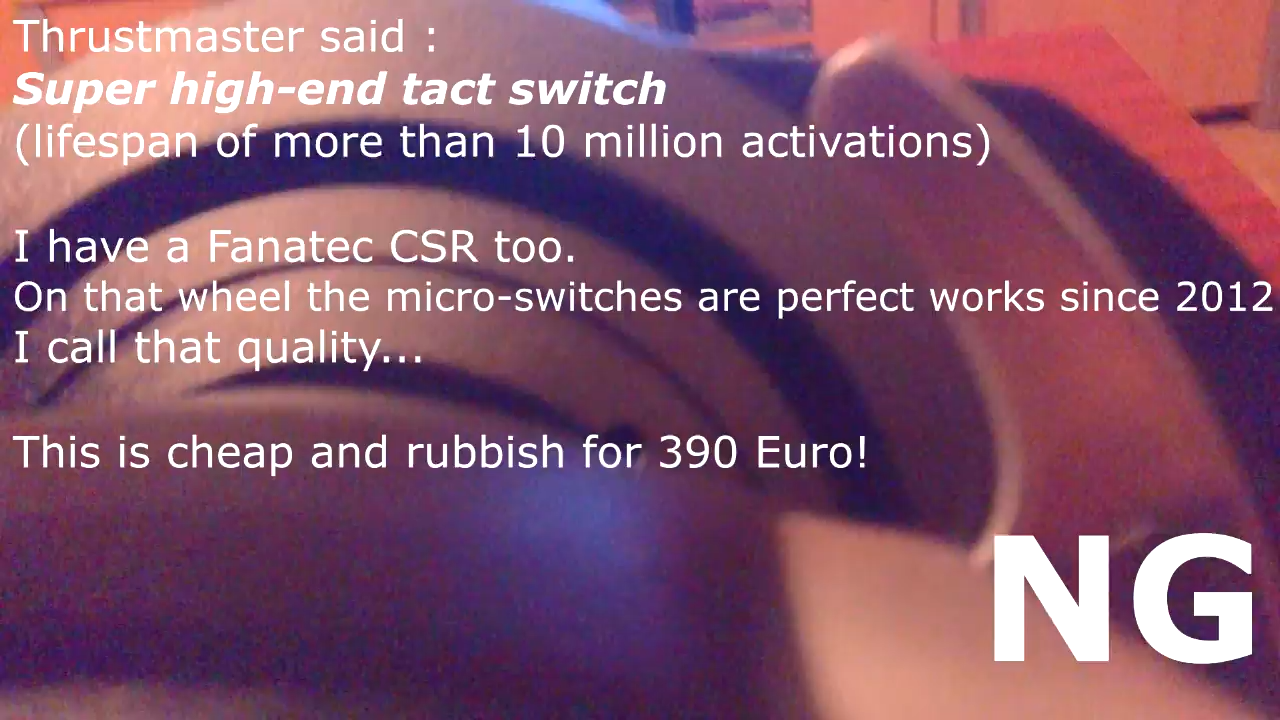 Thrustmaster said :
Super high-end tact switch
(lifespan of more than 10 million activations)
I have a Fanatec CSR too.
On that wheel the micro-switches are perfect works since 2012
I call that quality...
This is cheap and rubbish for 390 Euro!
NG